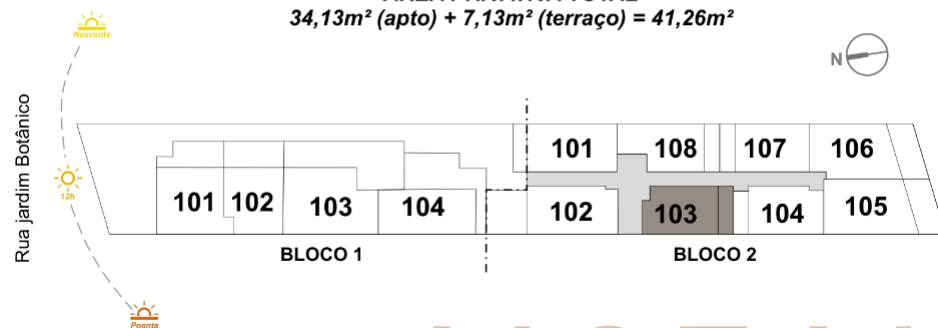 34,13m² (apto) + 7,13m² (terraço) = 41,26m²
Nascente
N
Rua jardim Botânico
12h
101 108 107 106
101 102 103 104
102 103 104 105
BLOCO 1
BLOCO 2
Poente